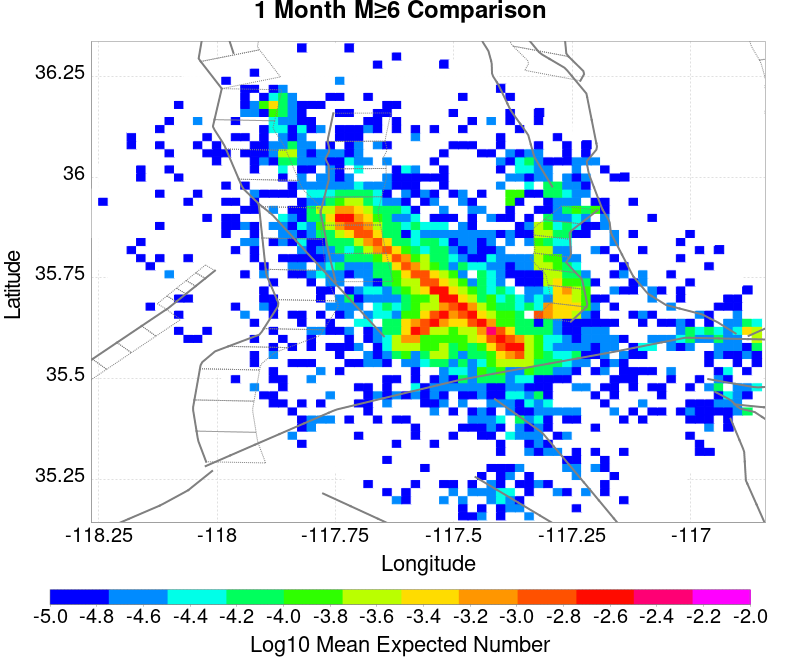 1 Month M≥6 Comparison
36.25
36
35.75
35.5
35.25
Latitude
-118.25 -118 -117.75 -117.5 -117.25 -117
Longitude
-5.0 -4.8 -4.6 -4.4 -4.2 -4.0 -3.8 -3.6 -3.4 -3.2 -3.0 -2.8 -2.6 -2.4 -2.2 -2.0
Log10 Mean Expected Number